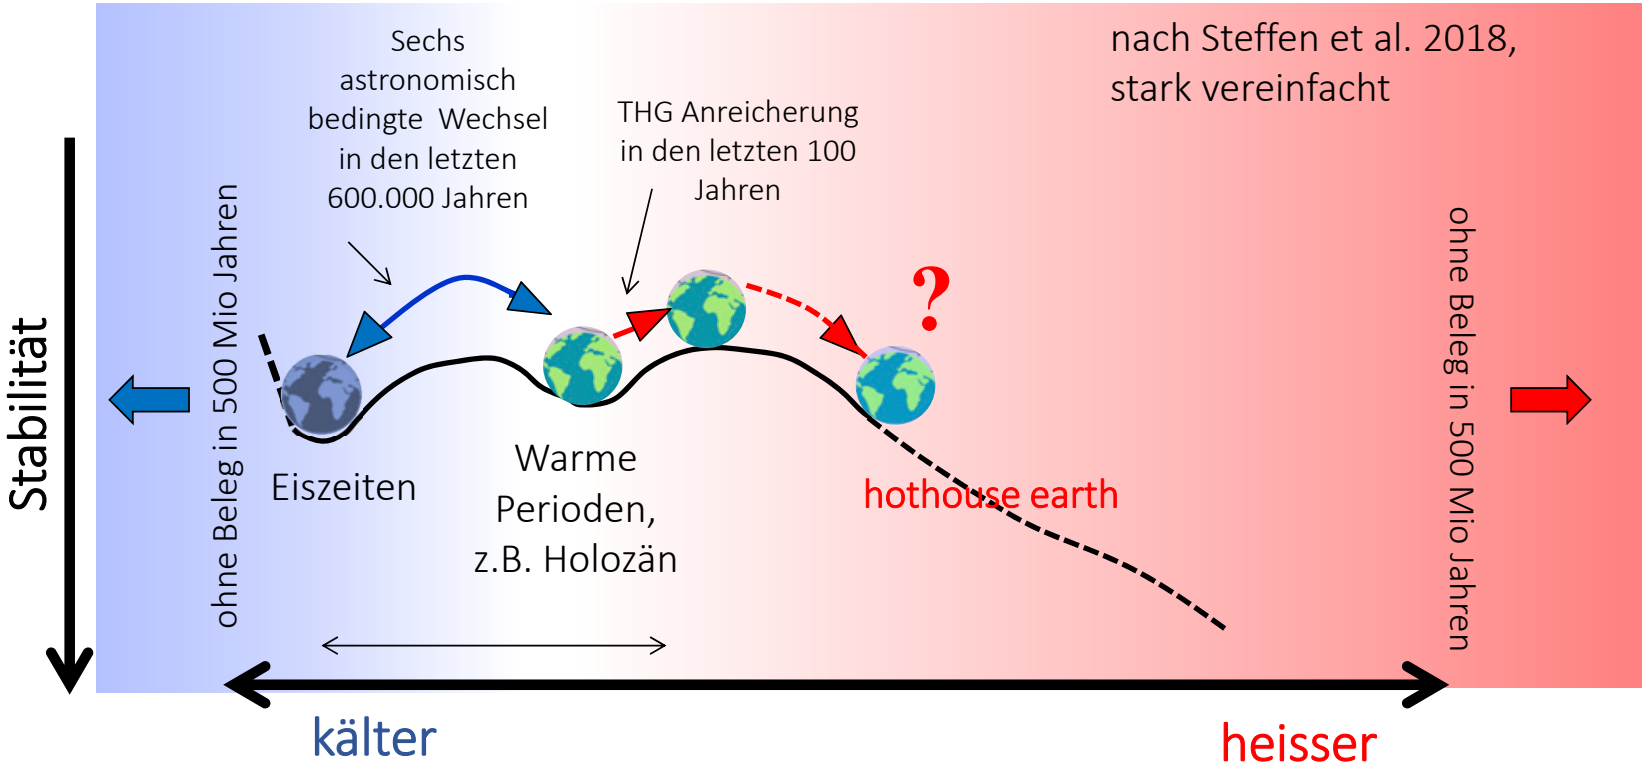 Sechs
astronomisch
bedingte Wechsel
in den letzten
600.000 Jahren
THG Anreicherung
in den letzten 100
Jahren
nach Steffen et al. 2018,
stark vereinfacht
Stabilität
ohne Beleg in 500 Mio Jahren
?
ohne Beleg in 500 Mio Jahren
Eiszeiten
Warme
Perioden,
z.B. Holozän
hothouse earth
kälter
heisser